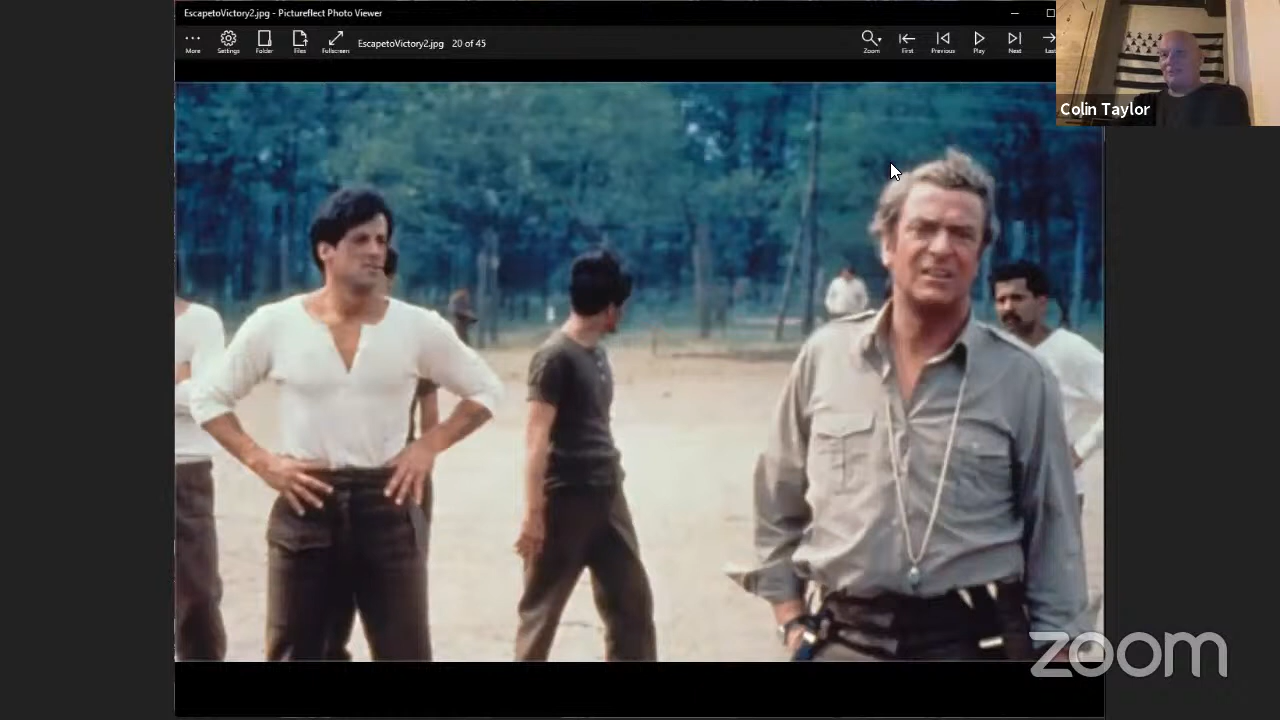 EscapetoVictory2.jpg - Pictureflect Photo Viewer
More
Settings
Folder
Files
Fullscreen
EscapetoVictory2.jpg 20 of 45
Zoom
First
Previous
Play
Next
Last
Colin Taylor
zoom